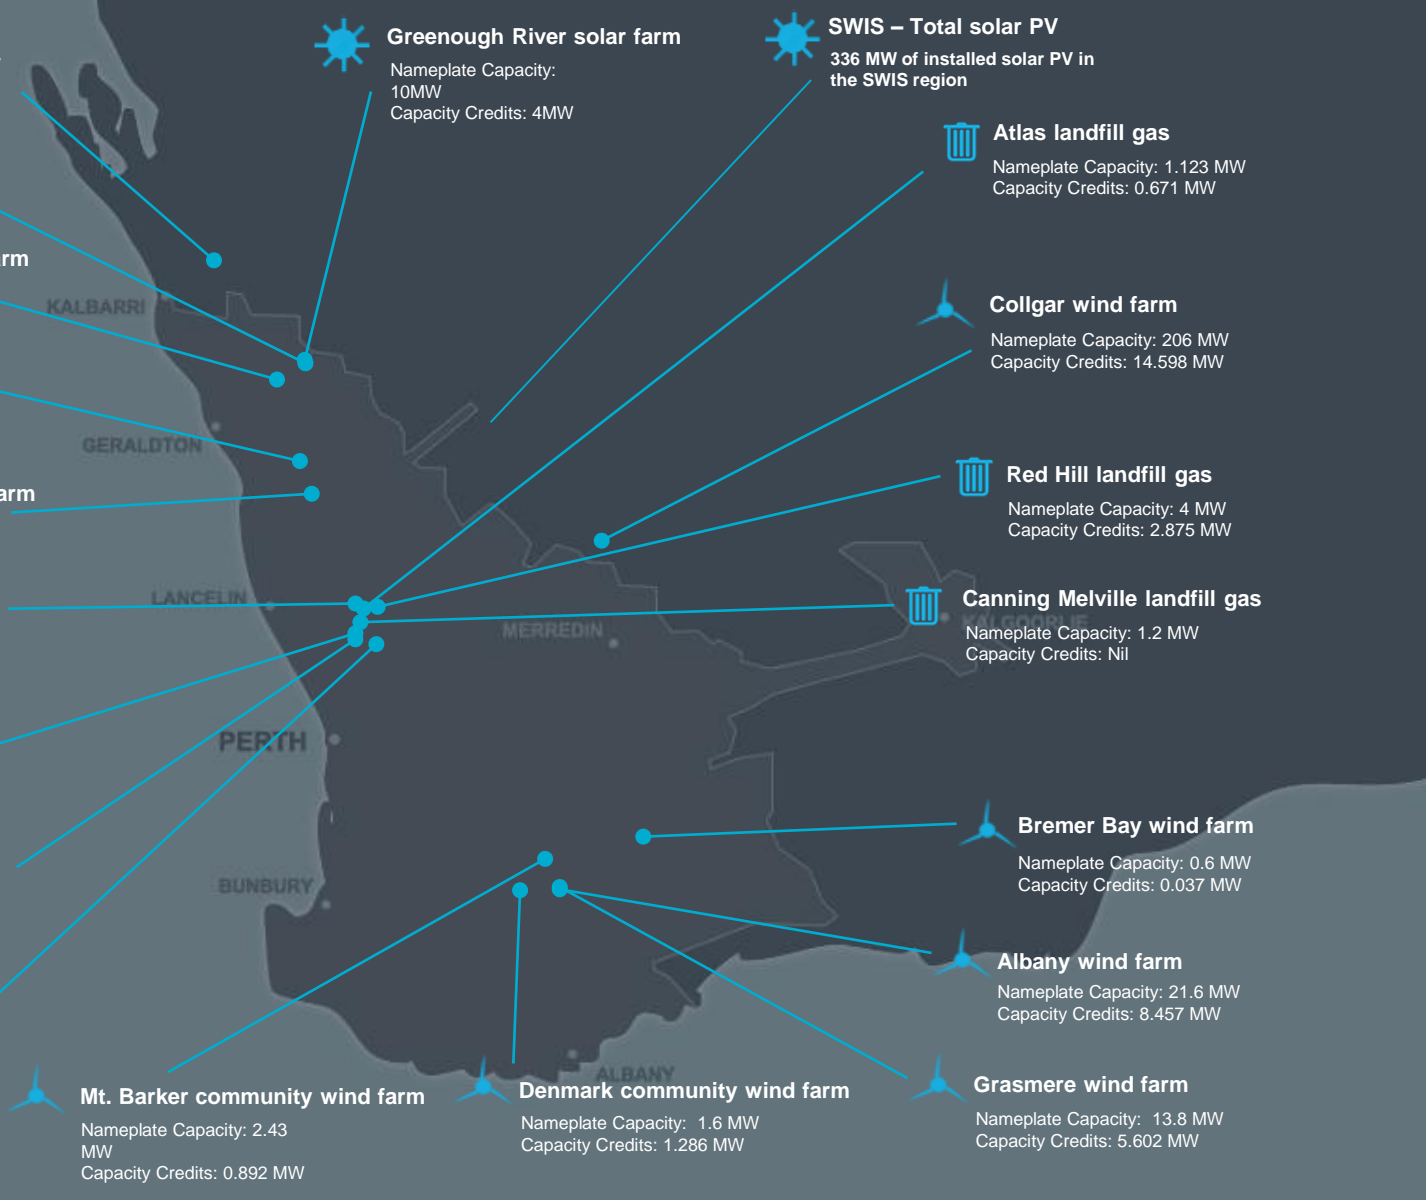 Greenough River solar farm
Nameplate Capacity:
10MW
Capacity Credits: 4MW
SWIS – Total solar PV
336 MW of installed solar PV in
the SWIS region
Atlas landfill gas
Nameplate Capacity: 1.123 MW
Capacity Credits: 0.671 MW
rm
KALBARRI
Collgar wind farm
Nameplate Capacity: 206 MW
Capacity Credits: 14.598 MW
GERALDTON
arm
Red Hill landfill gas
Nameplate Capacity: 4 MW
Capacity Credits: 2.875 MW
LANCELIN
MERREDIN
Canning Melville landfill gas
KALGOORLIE
Nameplate Capacity: 1.2 MW
Capacity Credits: Nil
PERTH
BUNBURY
Bremer Bay wind farm
Nameplate Capacity: 0.6 MW
Capacity Credits: 0.037 MW
Albany wind farm
Nameplate Capacity: 21.6 MW
Capacity Credits: 8.457 MW
ALBANY
Mt. Barker community wind farm
Nameplate Capacity: 2.43
MW
Capacity Credits: 0.892 MW
Denmark community wind farm
Nameplate Capacity:  1.6 MW
Capacity Credits: 1.286 MW
Grasmere wind farm
Nameplate Capacity:  13.8 MW
Capacity Credits: 5.602 MW